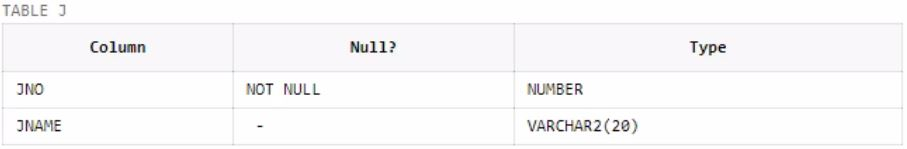 TABLE J
Column Null? Type
JNO NOT NULL NUMBER
JNAME - VARCHAR2(20)